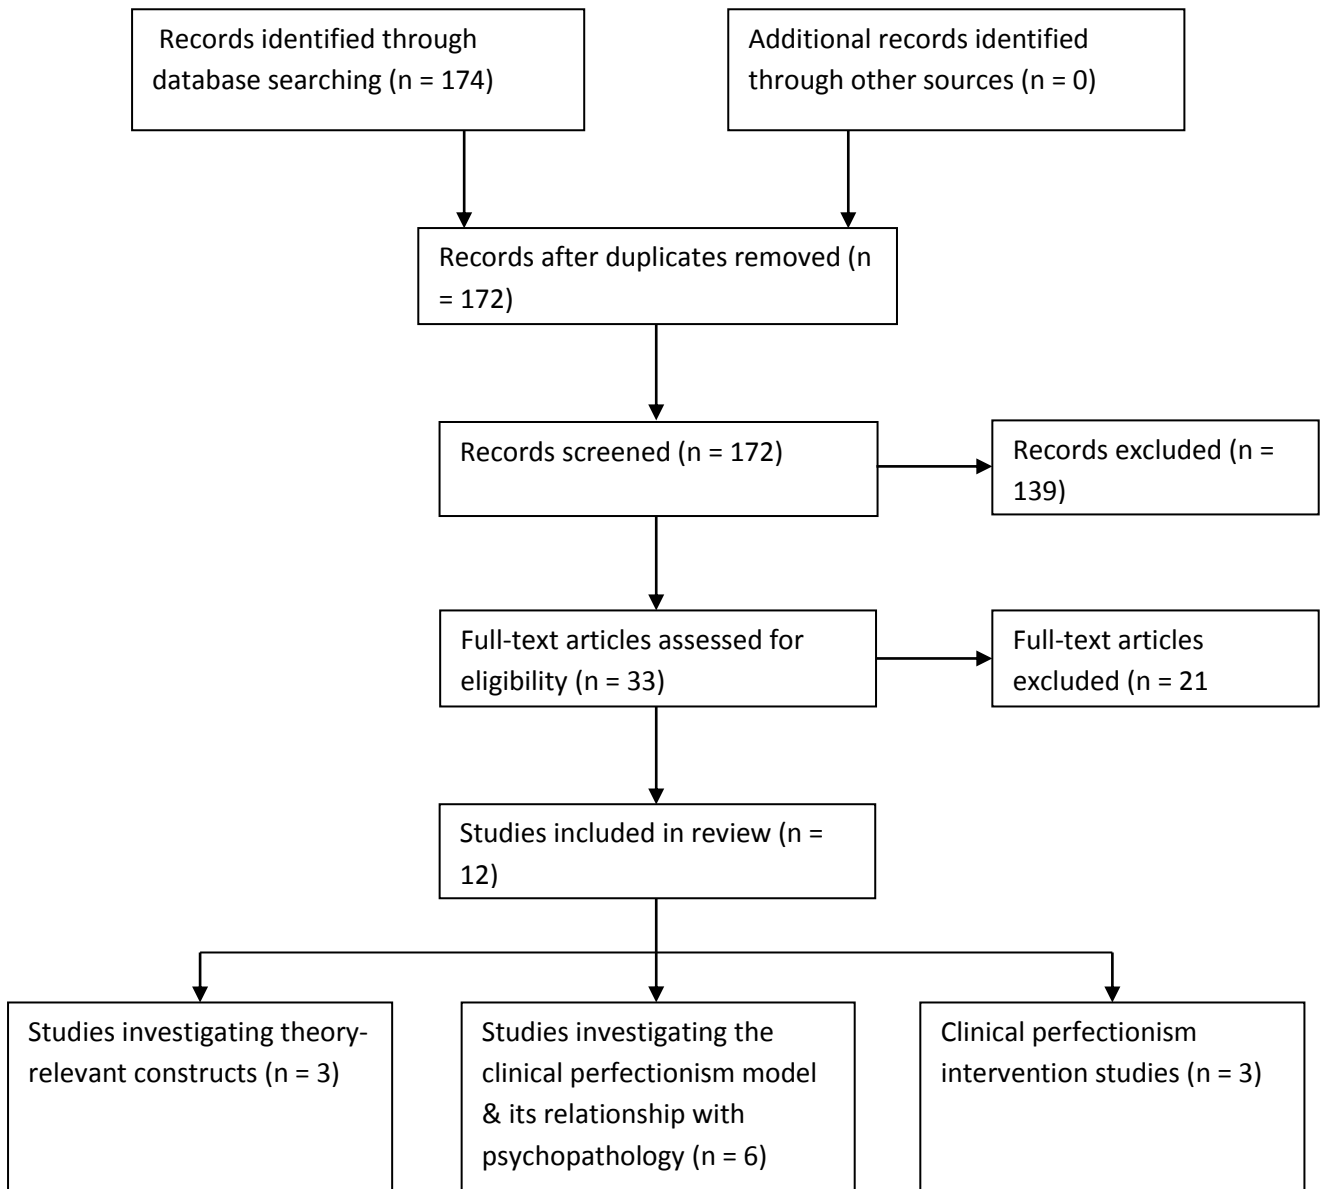 Records identified through
database searching (n = 174)
Additional records identified
through other sources (n = 0)
Records after duplicates removed (n
= 172)
Records screened (n = 172)
Records excluded (n =
139)
Full-text articles assessed for
eligibility (n = 33)
Full-text articles
excluded (n = 21
Studies included in review (n =
12)
Studies investigating theory-
relevant constructs (n = 3)
Studies investigating the
clinical perfectionism model
& its relationship with
psychopathology (n = 6)
Clinical perfectionism
intervention studies (n = 3)